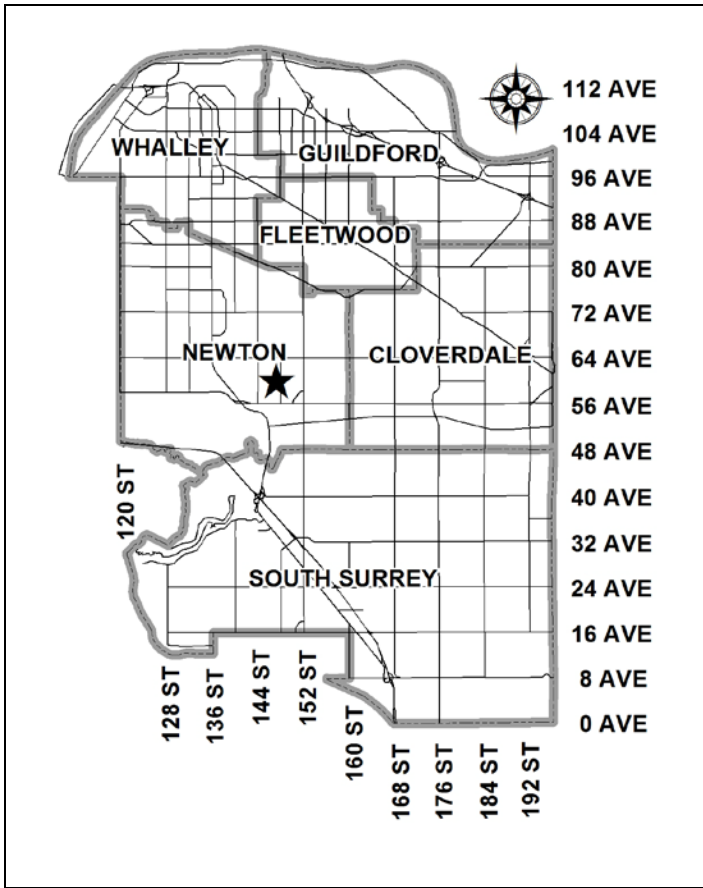 112 AVE
104 AVE
WHALLEY
GUILDFORD
96 AVE
88 AVE
FLEETWOOD
80 AVE
72 AVE
NEWTON
CLOVERDALE
64 AVE
56 AVE
48 AVE
120 ST
40 AVE
32 AVE
SOUTH SURREY
24 AVE
16 AVE
128 ST
136 ST
144 ST
152 ST
160 ST
8 AVE
0 AVE
168 ST
176 ST
184 ST
192 ST